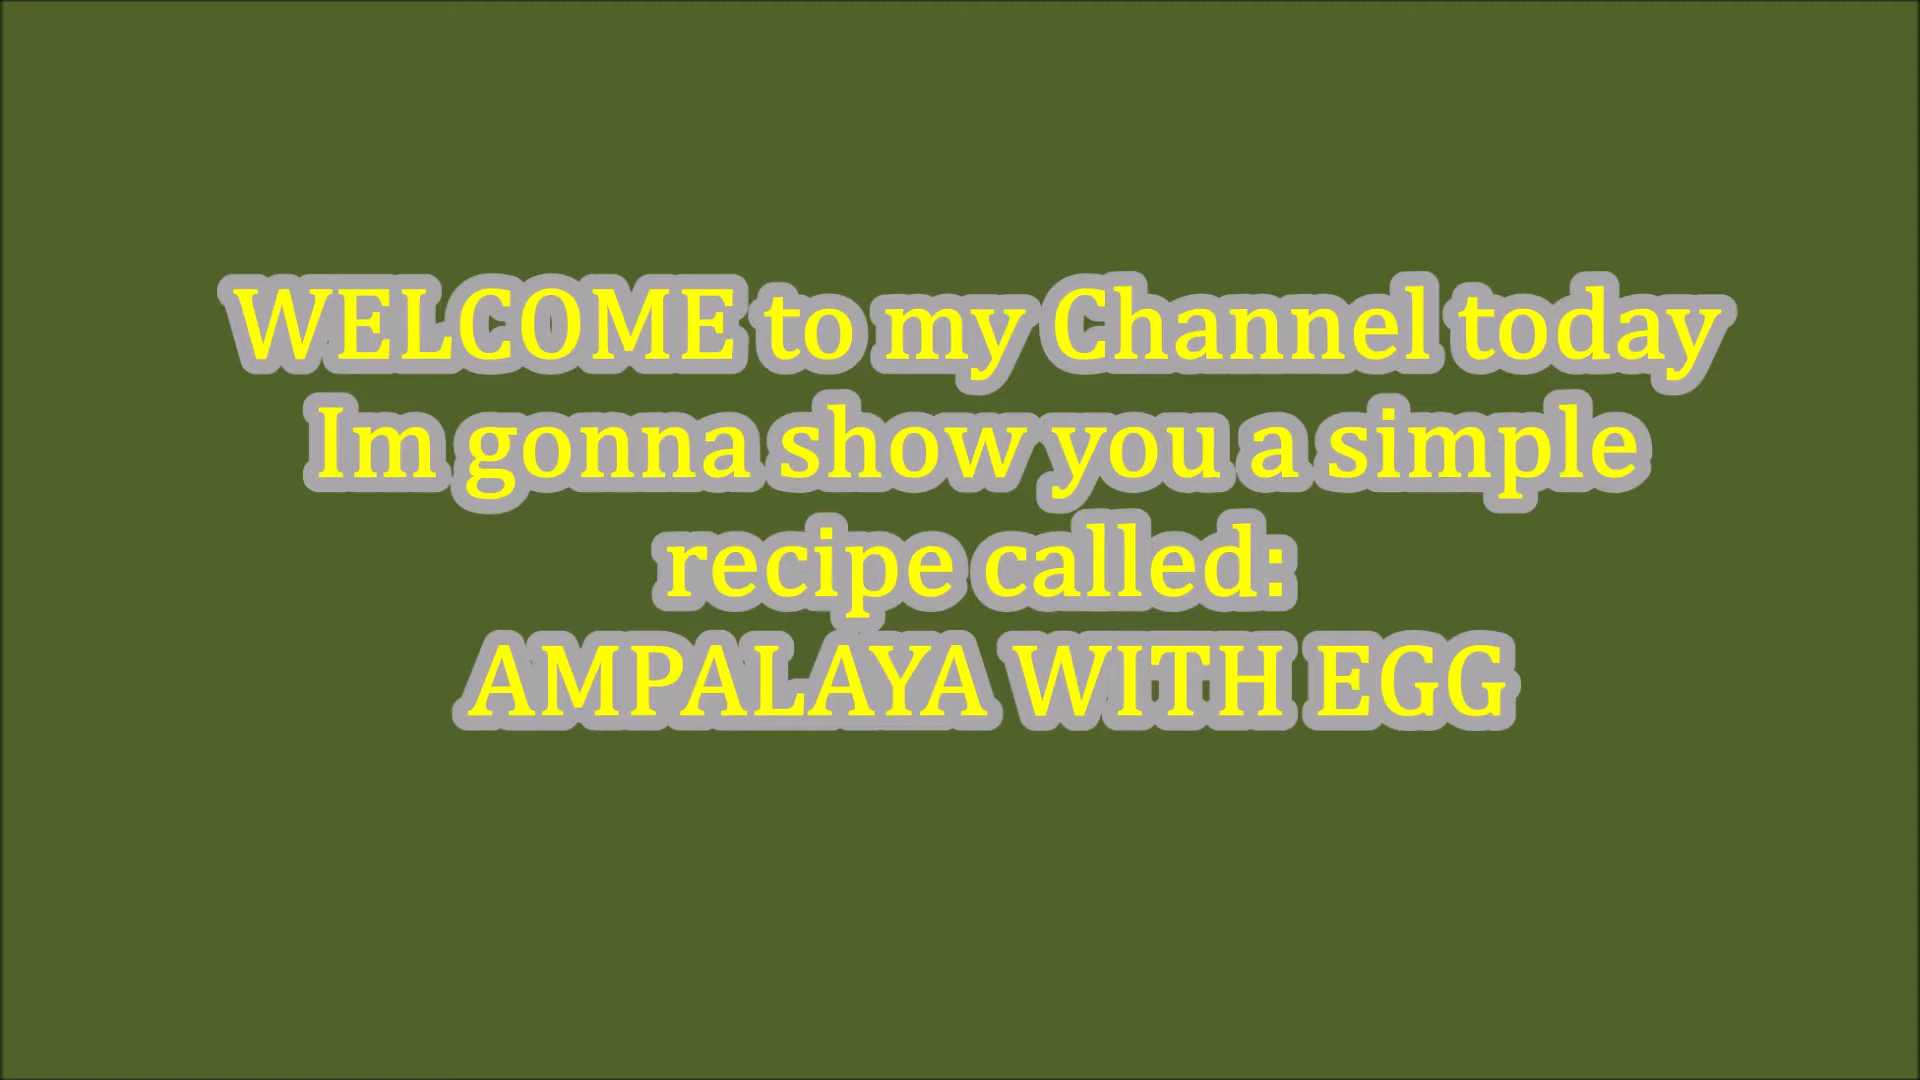 WELCOME to my Channel today
Im gonna show you a simple
recipe called:
AMPALAYA WITH EGG